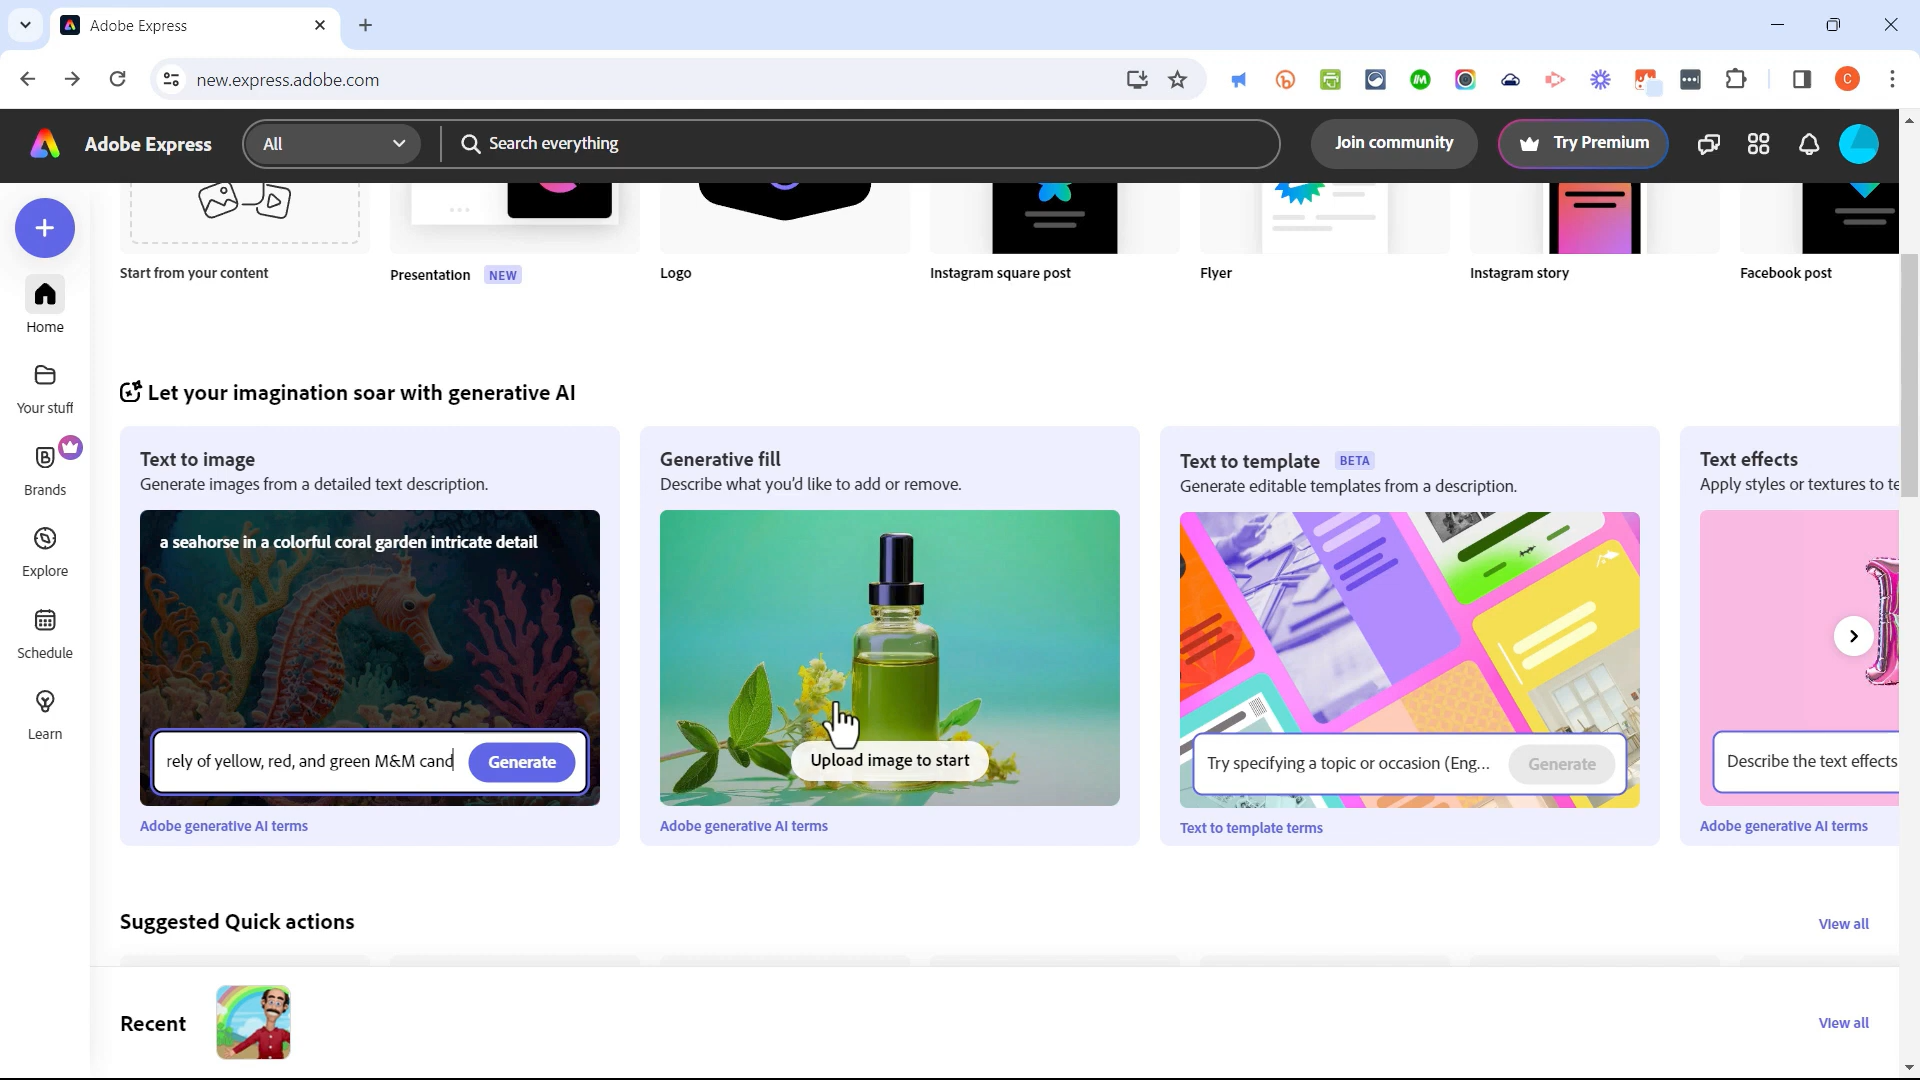 Adobe Express
new.express.adobe.com
C
Adobe Express
All
Search everything
Join community
Try Premium
Home
Your stuff
Brands
Explore
Schedule
Learn
Start from your content
Presentation NEW
Logo
Instagram square post
Flyer
Instagram story
Facebook post
Let your imagination soar with generative AI
Text to image
Generate images from a detailed text description.
a seahorse in a colorful coral garden intricate detail
rely of yellow, red, and green M&M cand
Generate
Adobe generative AI terms
Generative fill
Describe what you'd like to add or remove.
Upload image to start
Adobe generative AI terms
Text to template BETA
Generate editable templates from a description.
Try specifying a topic or occasion (Eng...
Generate
Text to template terms
Text effects
Apply styles or textures to te
Describe the text effects
Adobe generative AI terms
Suggested Quick actions
View all
Recent
View all